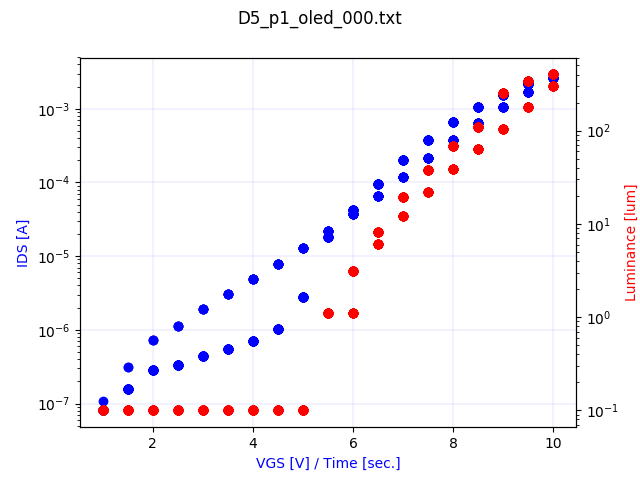 D5_p1_oled_000.txt
IDS [A]
10⁻³
10⁻⁴
10⁻⁵
10⁻⁶
10⁻⁷
10²
10¹
10⁰
10⁻¹
Luminance [lum]
2 4 6 8 10
VGS [V] / Time [sec.]